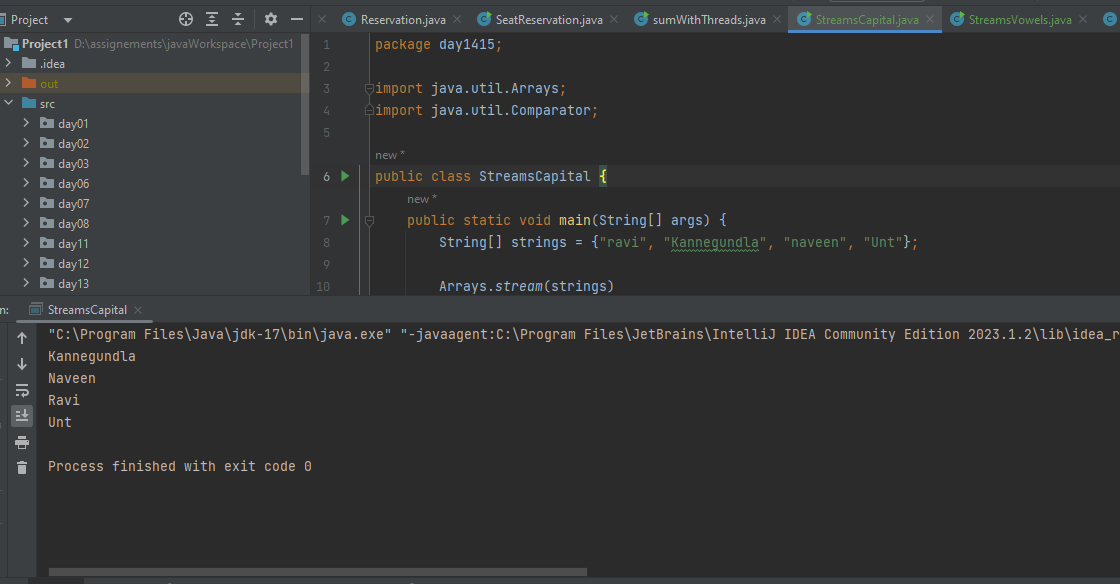 Project
Project1 D:\assignements\javaWorkspace\Project1
.idea
out
src
day01
day02
day03
day06
day07
day08
day11
day12
day13
Reservation.java
SeatReservation.java
sumWithThreads.java
StreamsCapital.java
StreamsVowels.java
1 package day1415;
2
3 import java.util.Arrays;
4 import java.util.Comparator;
5
new *
6 public class StreamsCapital {
new *
7 public static void main(String[] args) {
8 String[] strings = {"ravi", "Kannegundla", "naveen", "Unt"};
9
10 Arrays.stream(strings)
n: StreamsCapital
"C:\Program Files\Java\jdk-17\bin\java.exe" "-javaagent:C:\Program Files\JetBrains\IntelliJ IDEA Community Edition 2023.1.2\lib\idea_r
Kannegundla
Naveen
Ravi
Unt
Process finished with exit code 0